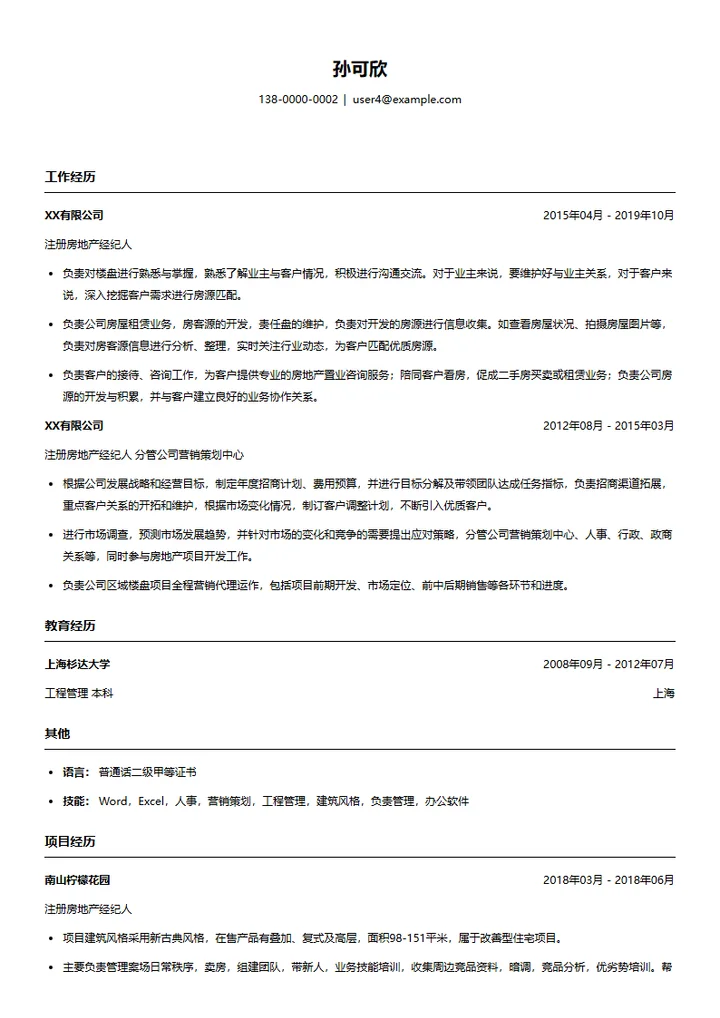 孙可欣
138-0000-0002 | user4@example.com
工作经历
XX有限公司 2015年04月 - 2019年10月
注册房地产经纪人
• 负责对楼盘进行熟悉与掌握，熟悉了解业主与客户情况，积极进行沟通交流。对于业主来说，要维护好与业主关系，对于客户来
说，深入挖掘客户需求进行房源匹配。
• 负责公司房屋租赁业务，房客源的开发，责任盘的维护，负责对开发的房源进行信息收集。如查看房屋状况、拍摄房屋图片等，
负责对房客源信息进行分析、整理，实时关注行业动态，为客户匹配优质房源。
• 负责客户的接待、咨询工作，为客户提供专业的房地产置业咨询服务；陪同客户看房，促成二手房买卖或租赁业务；负责公司房
源的开发与积累，并与客户建立良好的业务协作关系。
XX有限公司 2012年08月 - 2015年03月
注册房地产经纪人 分管公司营销策划中心
• 根据公司发展战略和经营目标，制定年度招商计划、费用预算，并进行目标分解及带领团队达成任务指标，负责招商渠道拓展，
重点客户关系的开拓和维护，根据市场变化情况，制订客户调整计划，不断引入优质客户。
• 进行市场调查，预测市场发展趋势，并针对市场的变化和竞争的需要提出应对策略，分管公司营销策划中心、人事、行政、政商
关系等，同时参与房地产项目开发工作。
• 负责公司区域楼盘项目全程营销代理运作，包括项目前期开发、市场定位、前中后期销售等各环节和进度。
教育经历
上海杉达大学 2008年09月 - 2012年07月
工程管理 本科 上海
其他
• 语言： 普通话二级甲等证书
• 技能： Word，Excel，人事，营销策划，工程管理，建筑风格，负责管理，办公软件
项目经历
南山柠檬花园 2018年03月 - 2018年06月
注册房地产经纪人
• 项目建筑风格采用新古典风格，在售产品有叠加、复式及高层，面积98-151平米，属于改善型住宅项目。
• 主要负责管理案场日常秩序，卖房，组建团队，带新人，业务技能培训，收集周边竞品资料，暗调，竞品分析，优劣势培训。帮